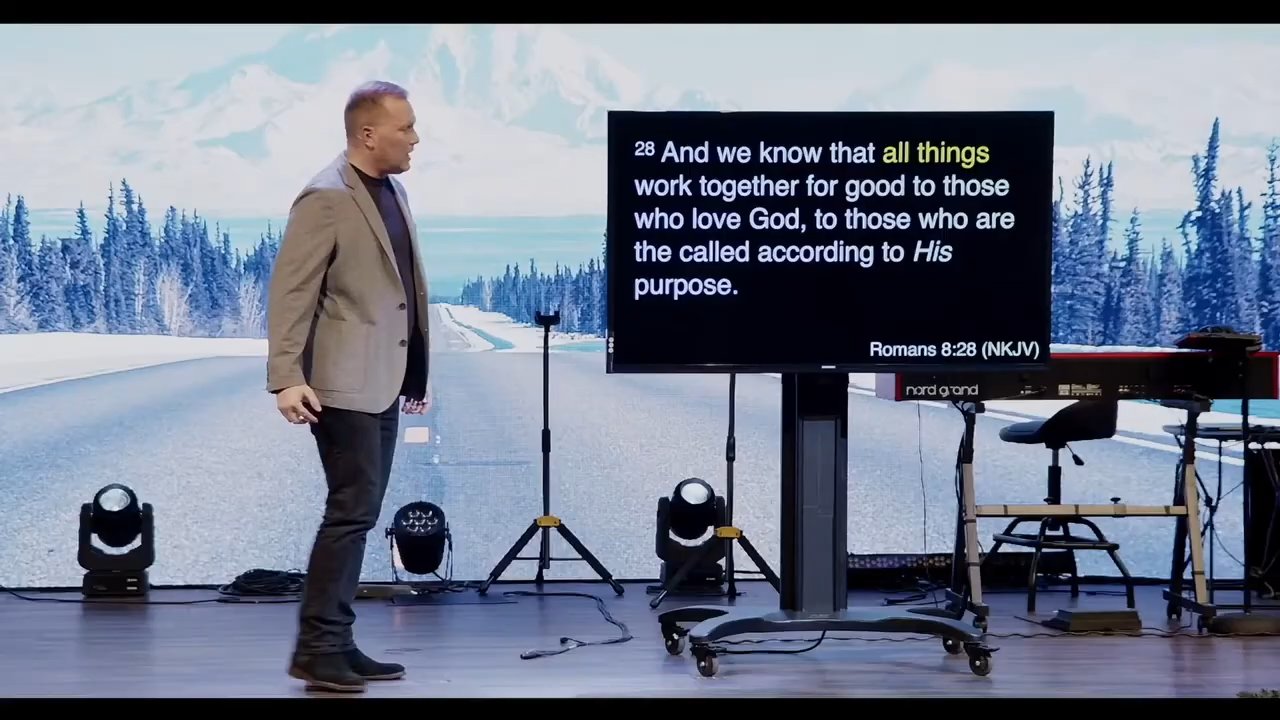 28 And we know that all things
work together for good to those
who love God, to those who are
the called according to His
purpose.
Romans 8:28 (NKJV)
nord grand